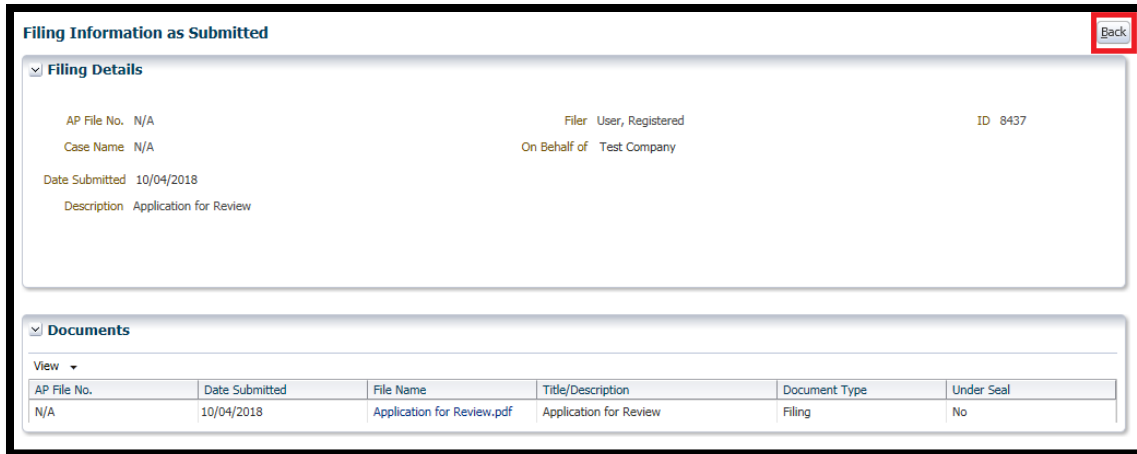 Filing Information as Submitted Back
Filing Details
AP File No. N/A Filer User, Registered ID 8437
Case Name N/A On Behalf of Test Company
Date Submitted 10/04/2018
Description Application for Review
Documents
View
AP File No. Date Submitted File Name Title/Description Document Type Under Seal
N/A 10/04/2018 Application for Review.pdf Application for Review Filing No